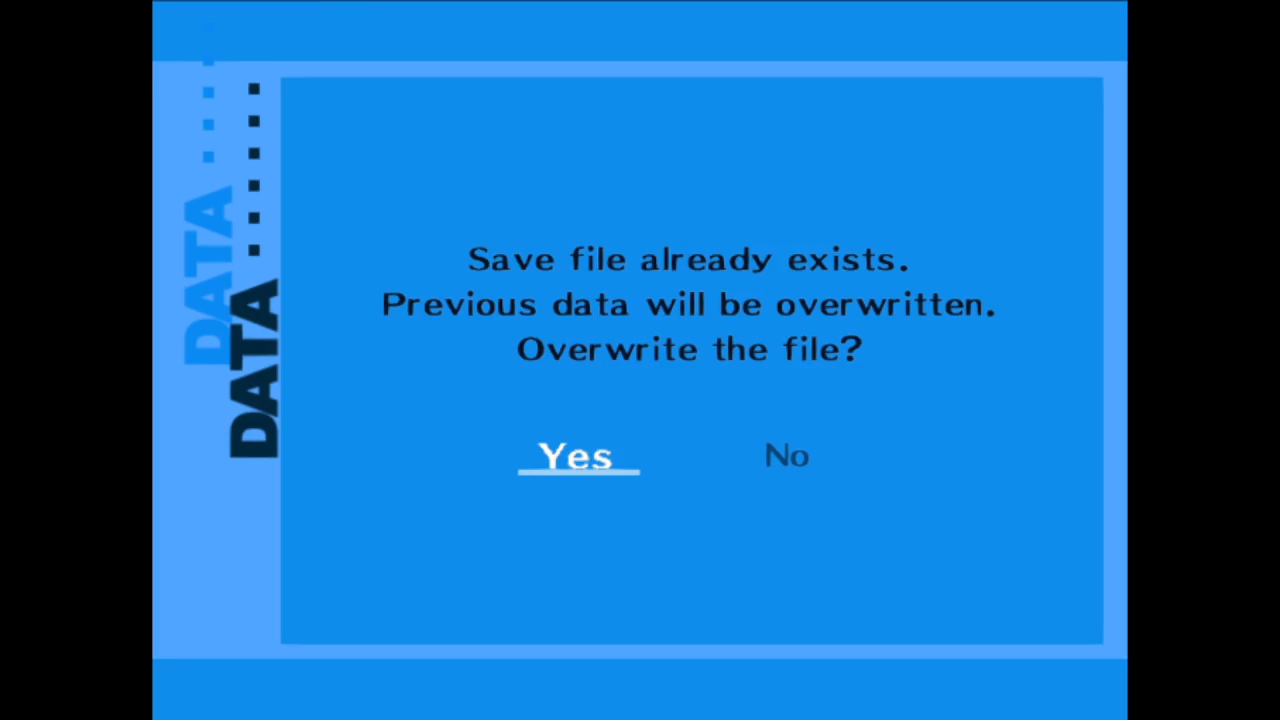 DATA
DATA
Save file already exists.
Previous data will be overwritten.
Overwrite the file?
Yes No